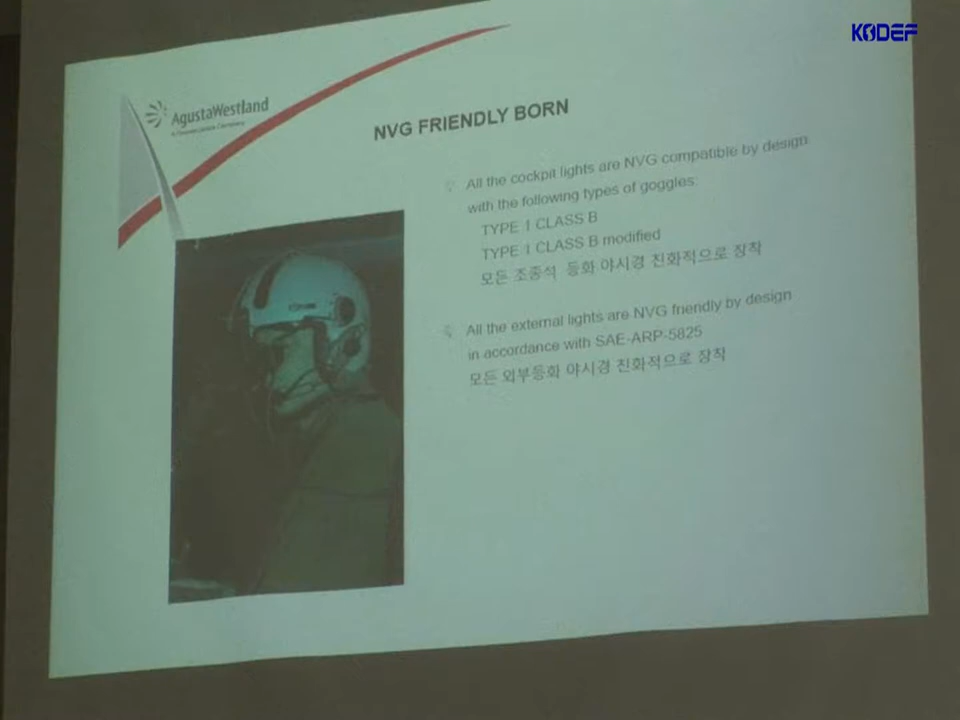 KODEF
AgustaWestland
A Finmeccanica Company
NVG FRIENDLY BORN
All the cockpit lights are NVG compatible by design
with the following types of goggles:
TYPE 1 CLASS B
TYPE 1 CLASS B modified
모든 조종석 등화 야시경 친화적으로 장착
All the external lights are NVG friendly by design
in accordance with SAE-ARP-5825
모든 외부등화 야시경 친화적으로 장착